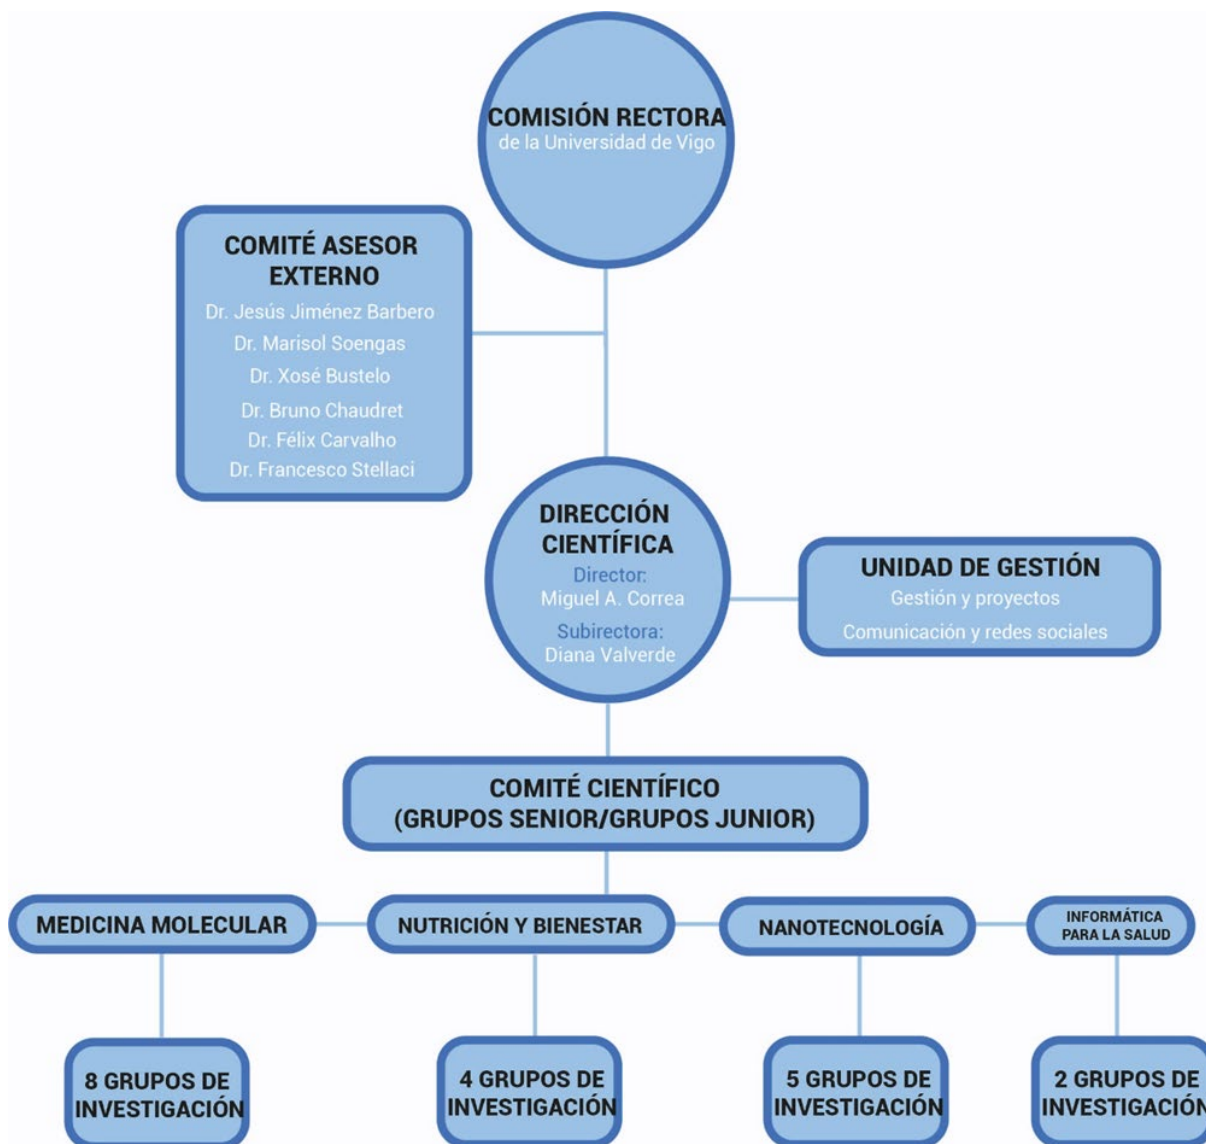 COMISIÓN RECTORA
de la Universidad de Vigo
COMITÉ ASESOR
EXTERNO
Dr. Jesús Jiménez Barbero
Dr. Marisol Soengas
Dr. Xosé Bustelo
Dr. Bruno Chaudret
Dr. Félix Carvalho
Dr. Francesco Stellaci
DIRECCIÓN
CIENTÍFICA
Director:
Miguel A. Correa
Subirectora:
Diana Valverde
UNIDAD DE GESTIÓN
Gestión y proyectos
Comunicación y redes sociales
COMITÉ CIENTÍFICO
(GRUPOS SENIOR/GRUPOS JUNIOR)
MEDICINA MOLECULAR
NUTRICIÓN Y BIENESTAR
NANOTECNOLOGÍA
INFORMÁTICA
PARA LA SALUD
8 GRUPOS DE
INVESTIGACIÓN
4 GRUPOS DE
INVESTIGACIÓN
5 GRUPOS DE
INVESTIGACIÓN
2 GRUPOS DE
INVESTIGACIÓN